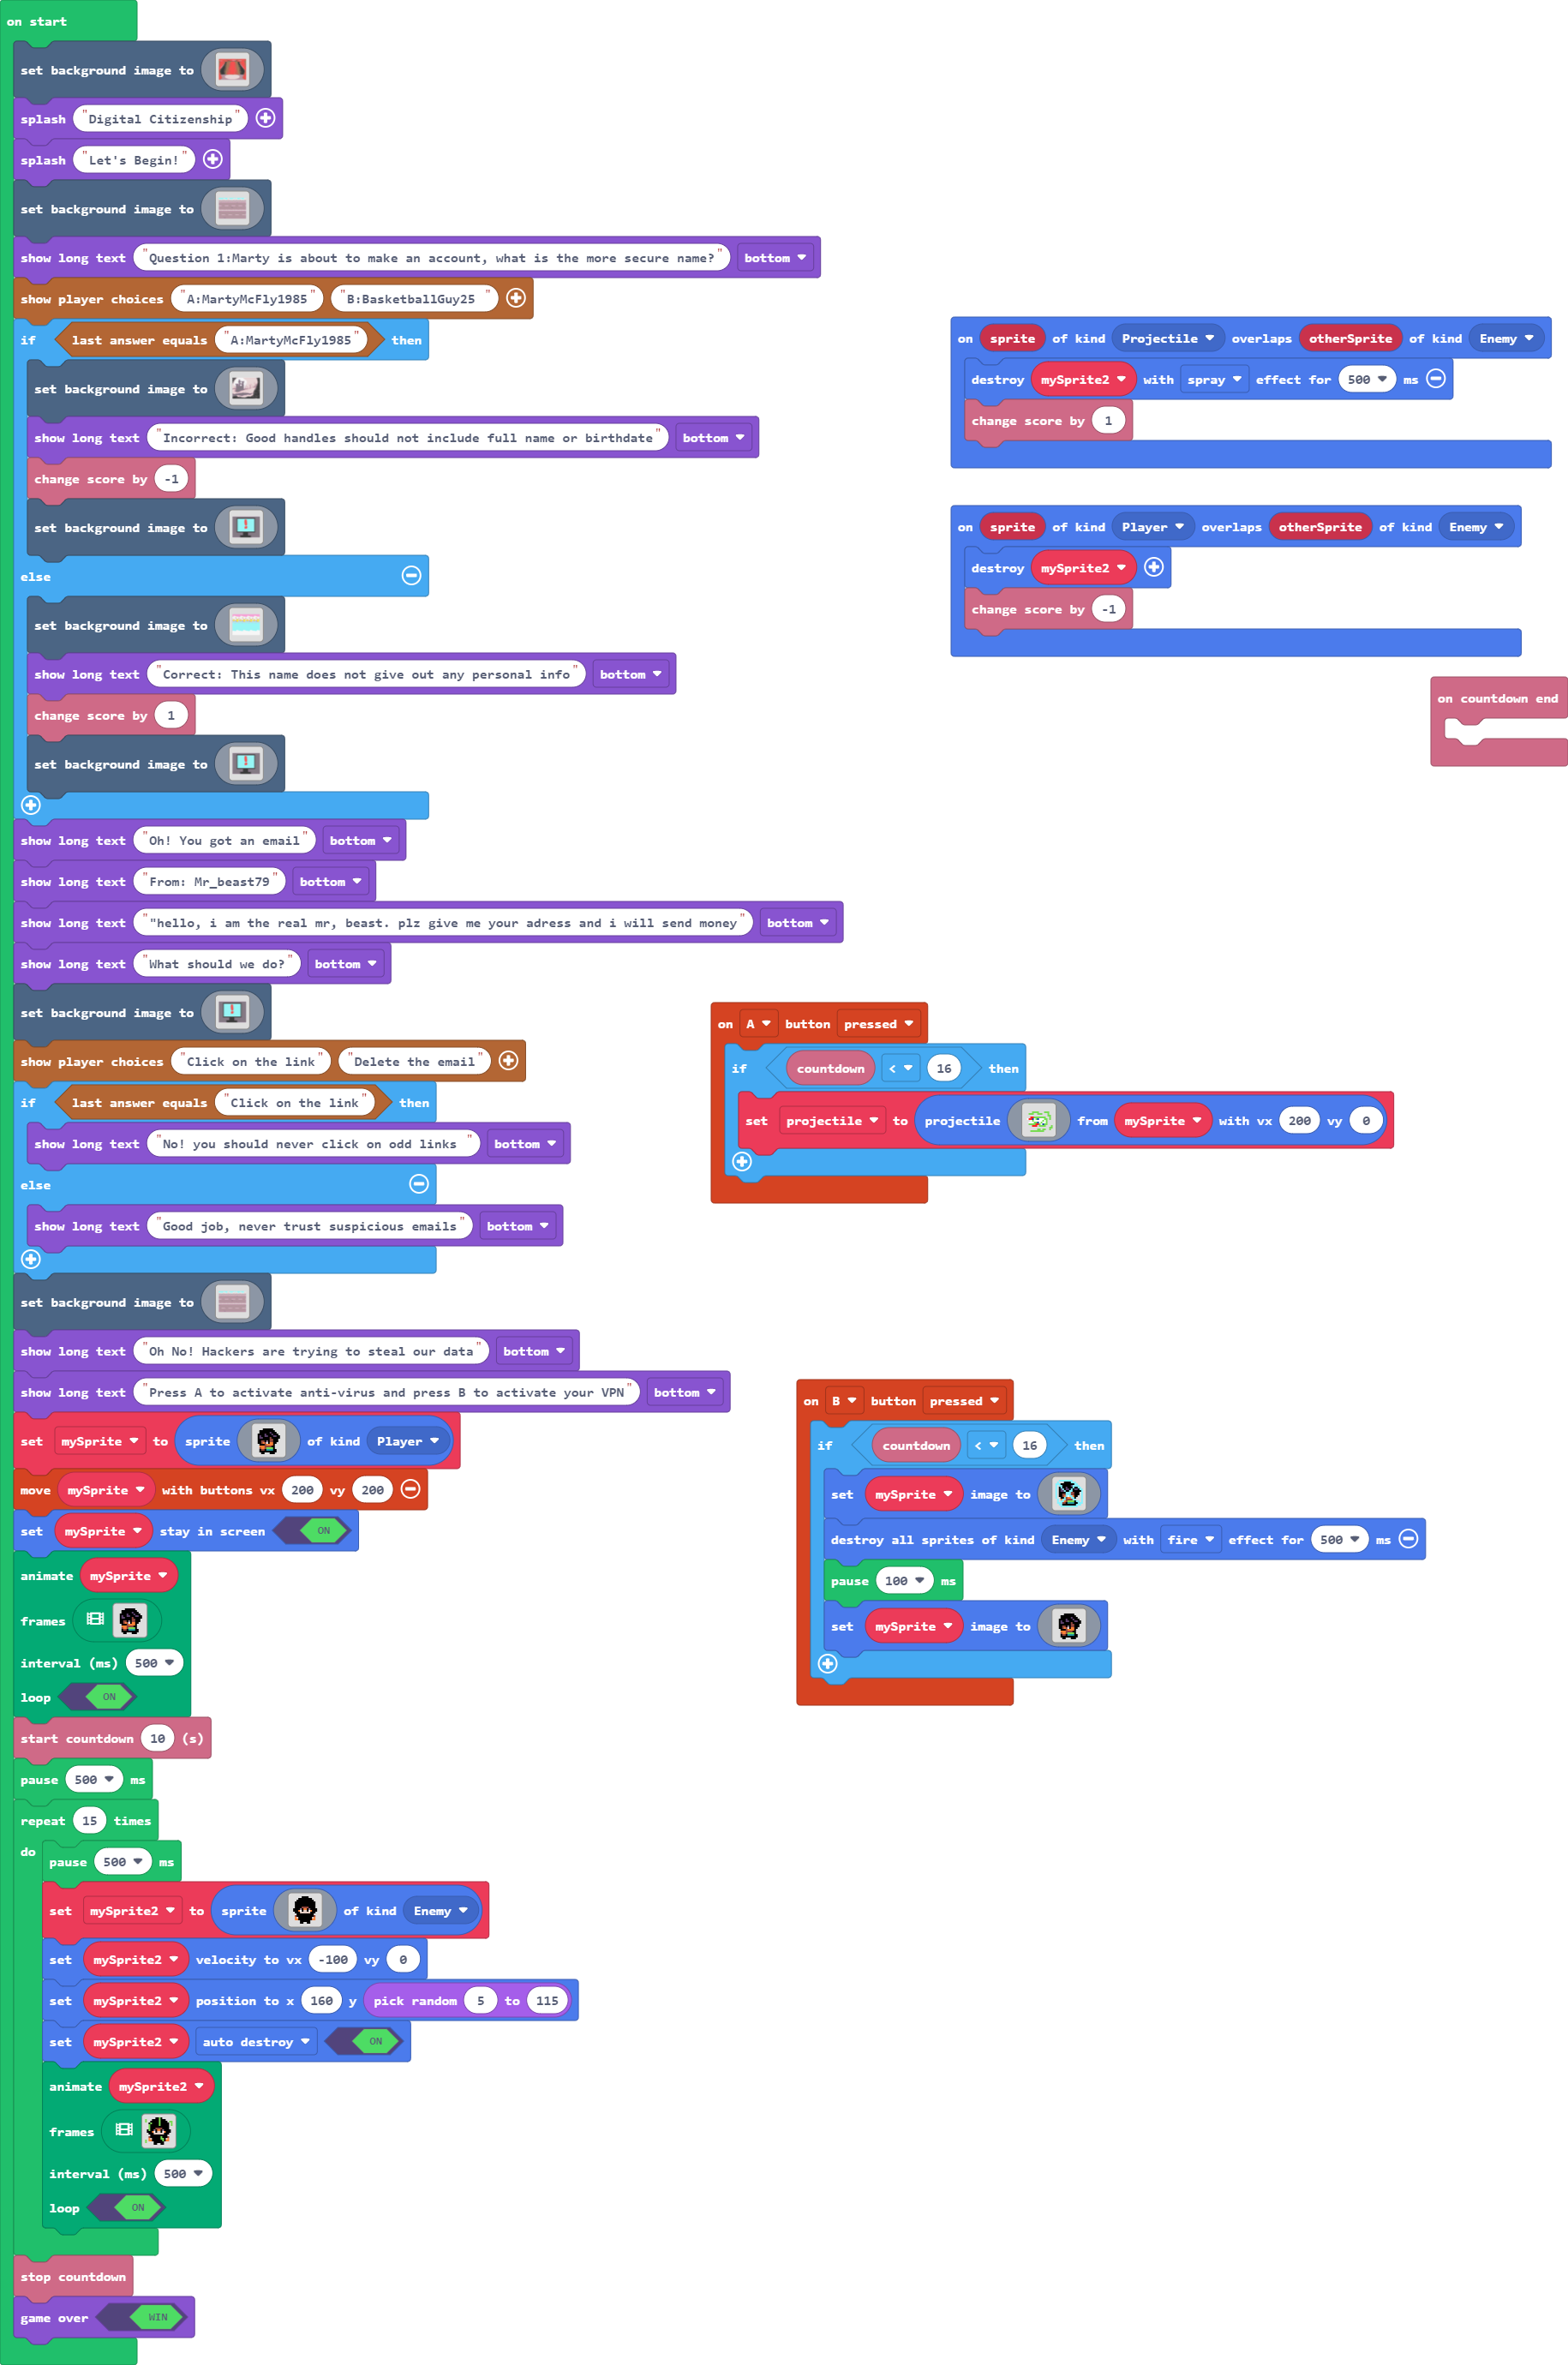 on start
set background image to
splash "Digital Citizenship"
splash "Let's Begin!"
set background image to
show long text "Question 1:Marty is about to make an account, what is the more secure name?" bottom
show player choices "A:MartyMcFly1985" "B:BasketballGuy25 "
if last answer equals "A:MartyMcFly1985" then
set background image to
show long text "Incorrect: Good handles should not include full name or birthdate" bottom
change score by -1
set background image to
else
set background image to
show long text "Correct: This name does not give out any personal info" bottom
change score by 1
set background image to
show long text "Oh! You got an email" bottom
show long text "From: Mr_beast79" bottom
show long text ""hello, i am the real mr, beast. plz give me your adress and i will send money" bottom
show long text "What should we do?" bottom
set background image to
show player choices "Click on the link" "Delete the email"
if last answer equals "Click on the link" then
show long text "No! you should never click on odd links " bottom
else
show long text "Good job, never trust suspicious emails" bottom
set background image to
show long text "Oh No! Hackers are trying to steal our data" bottom
show long text "Press A to activate anti-virus and press B to activate your VPN" bottom
set mySprite to sprite of kind Player
move mySprite with buttons vx 200 vy 200
set mySprite stay in screen ON
animate mySprite
frames
interval (ms) 500
loop ON
start countdown 10 (s)
pause 500 ms
repeat 15 times
do
pause 500 ms
set mySprite2 to sprite of kind Enemy
set mySprite2 velocity to vx -100 vy 0
set mySprite2 position to x 160 y pick random 5 to 115
set mySprite2 auto destroy ON
animate mySprite2
frames
interval (ms) 500
loop ON
stop countdown
game over WIN
on sprite of kind Projectile overlaps otherSprite of kind Enemy
destroy mySprite2 with spray effect for 500 ms
change score by 1
on sprite of kind Player overlaps otherSprite of kind Enemy
destroy mySprite2
change score by -1
on countdown end
on A button pressed
if countdown < 16 then
set projectile to projectile from mySprite with vx 200 vy 0
on B button pressed
if countdown < 16 then
set mySprite image to
destroy all sprites of kind Enemy with fire effect for 500 ms
pause 100 ms
set mySprite image to